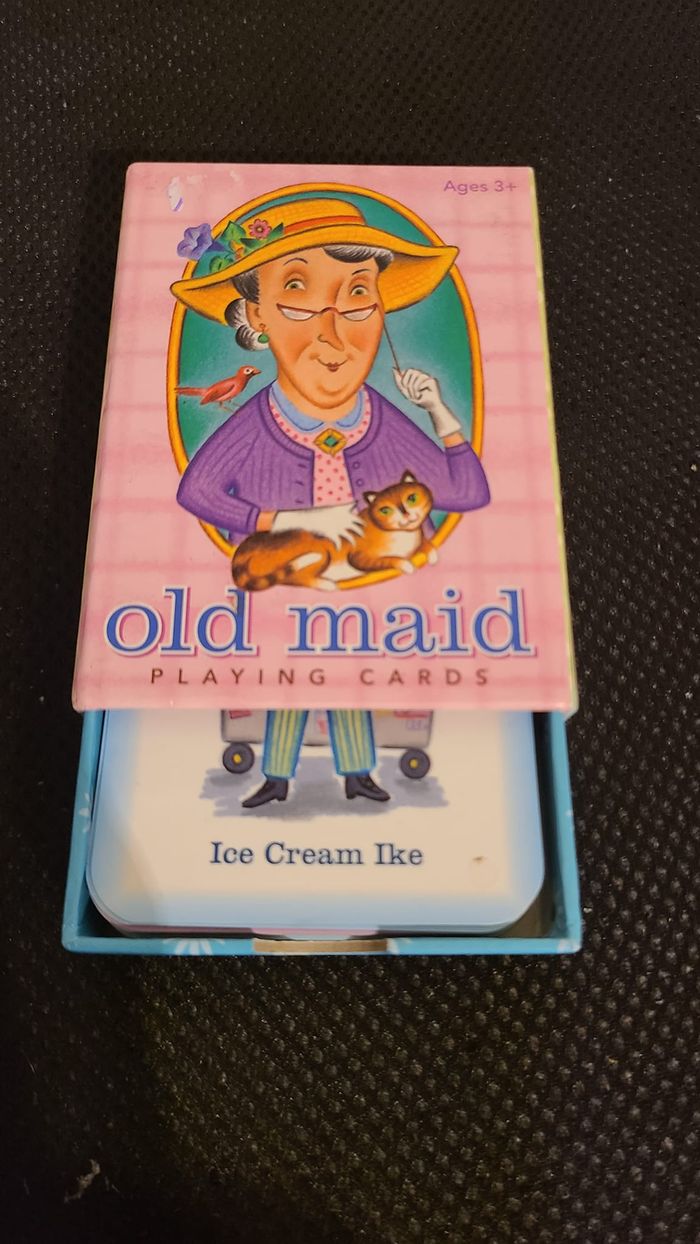 Ages 3+
old maid
PLAYING CARDS
Ice Cream Ike